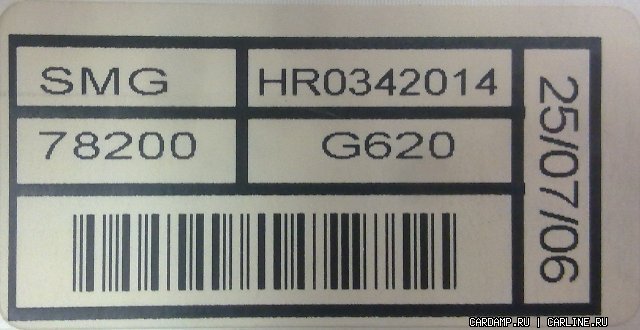 SMG HR0342014
78200 G620
25/07/06
CARDAMP.RU | CARLINE.RU